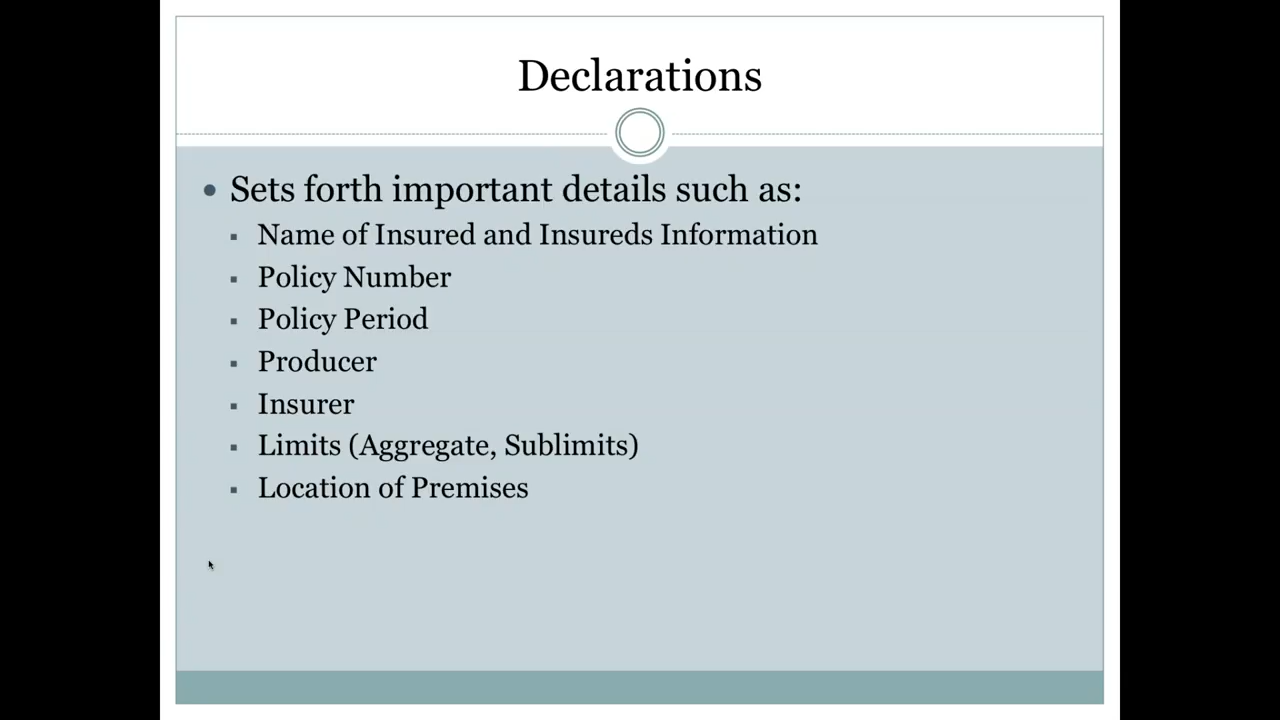 Declarations
• Sets forth important details such as:
▪ Name of Insured and Insureds Information
▪ Policy Number
▪ Policy Period
▪ Producer
▪ Insurer
▪ Limits (Aggregate, Sublimits)
▪ Location of Premises